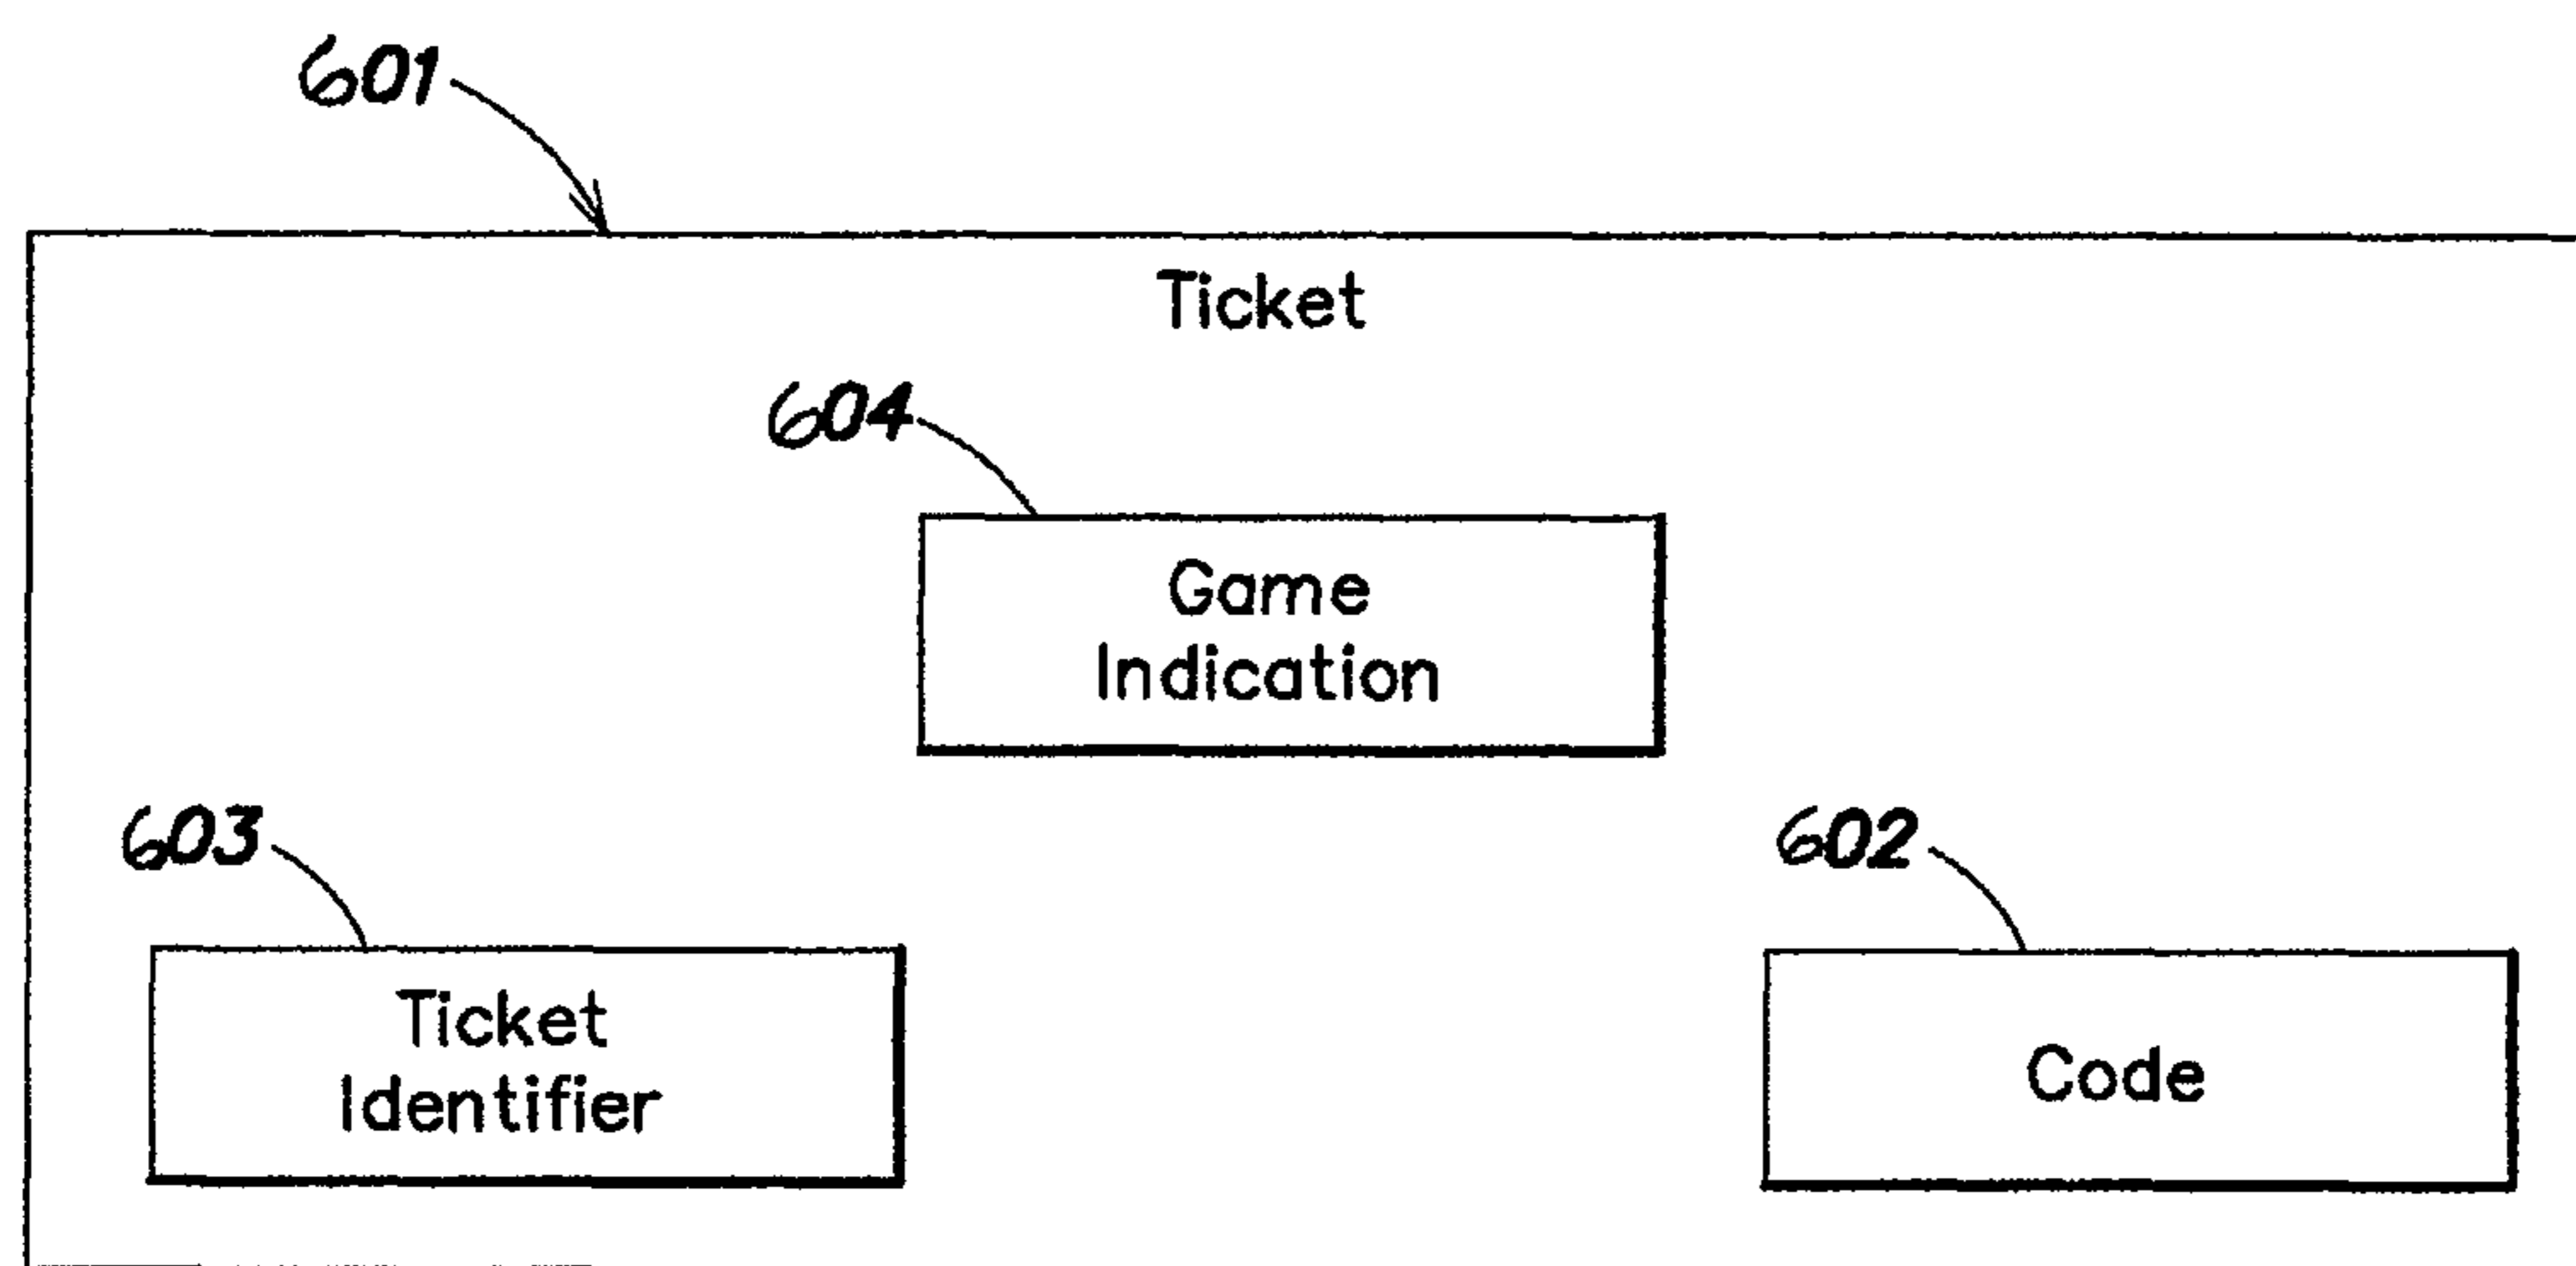 601
Ticket
604
Game
Indication
603
602
Ticket
Identifier
Code